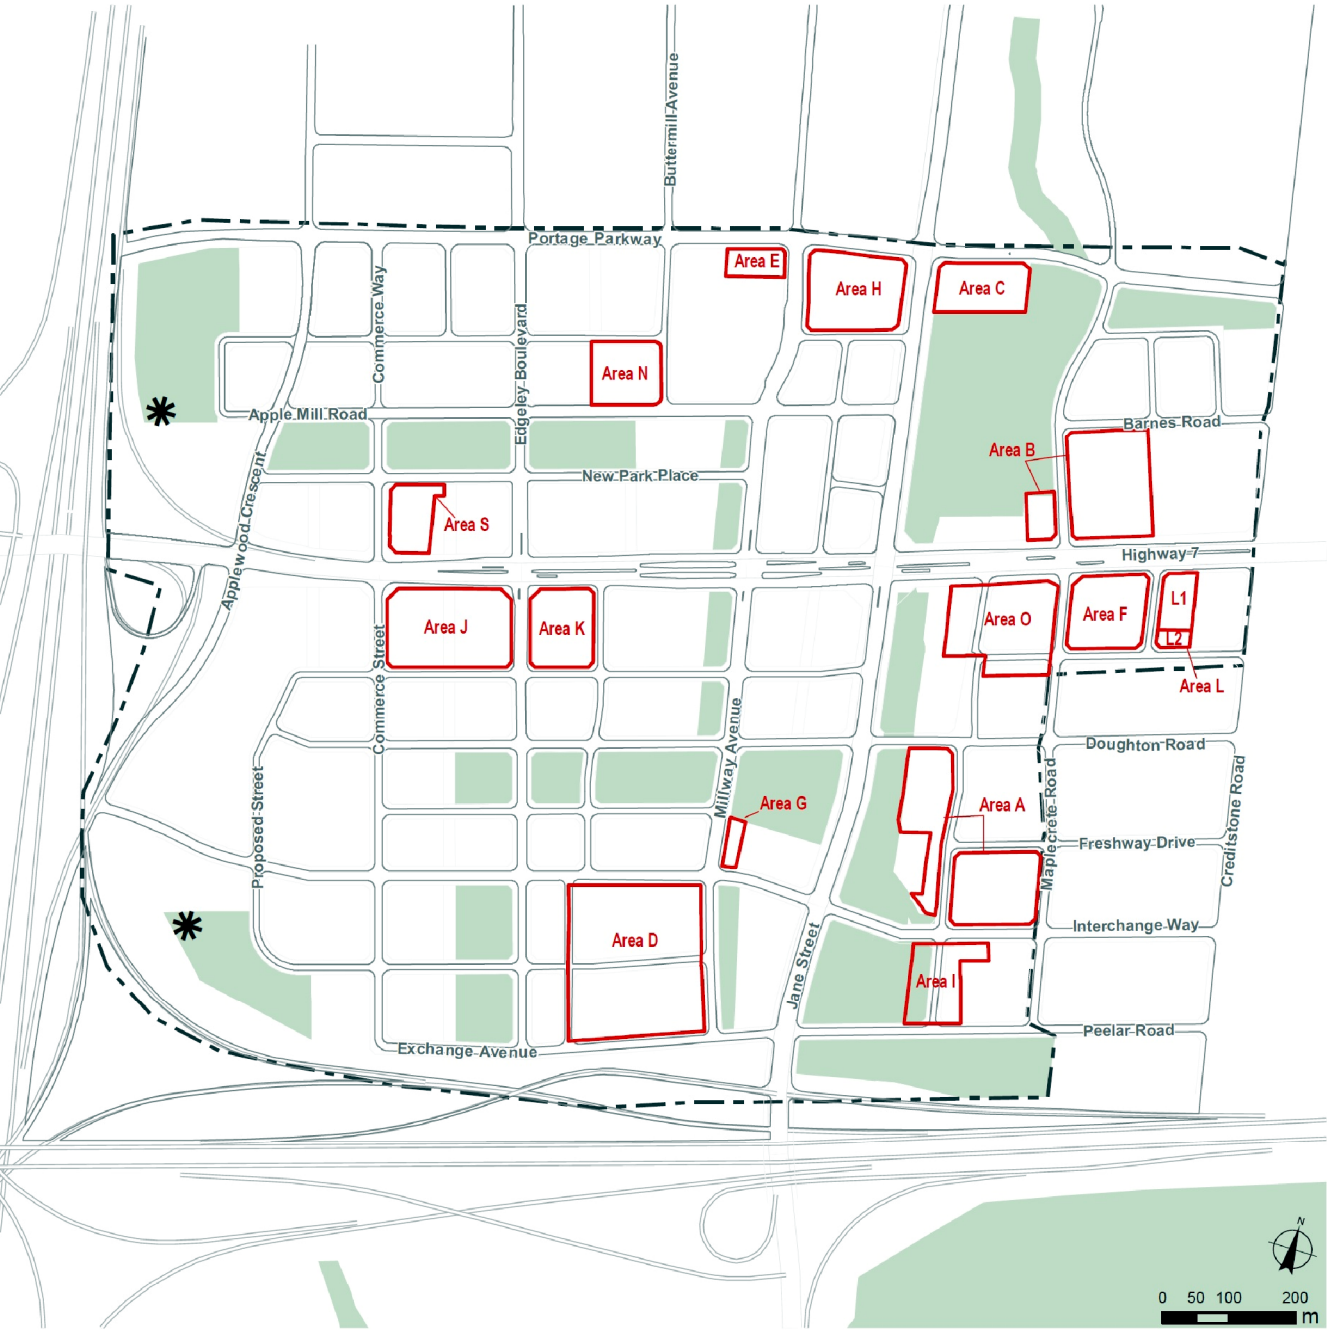 Buttermill Avenue
Portage Parkway
Area E
Area H
Area C
Commerce Way
Edgeley Boulevard
Area N
Apple Mill Road
Barnes Road
Area B
New Park Place
Applewood Crescent
Area S
Highway 7
Area J
Area K
Area O
Area F
L1
L2
Area L
Commerce Street
Millway Avenue
Doughton Road
Proposed Street
Area G
Area A
Maplecrete Road
Creditstone Road
Freshway Drive
Area D
Interchange Way
Jane Street
Area I
Peelar Road
Exchange Avenue
N
0 50 100 200
m